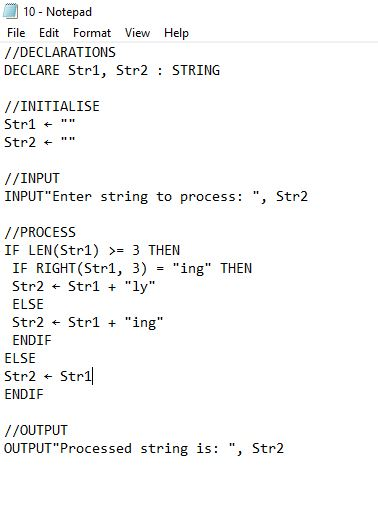 10 - Notepad
File Edit Format View Help
//DECLARATIONS
DECLARE Str1, Str2 : STRING

//INITIALISE
Str1 ← ""
Str2 ← ""

//INPUT
INPUT"Enter string to process: ", Str2

//PROCESS
IF LEN(Str1) >= 3 THEN
 IF RIGHT(Str1, 3) = "ing" THEN
 Str2 ← Str1 + "ly"
 ELSE
 Str2 ← Str1 + "ing"
 ENDIF
ELSE
Str2 ← Str1
ENDIF

//OUTPUT
OUTPUT"Processed string is: ", Str2